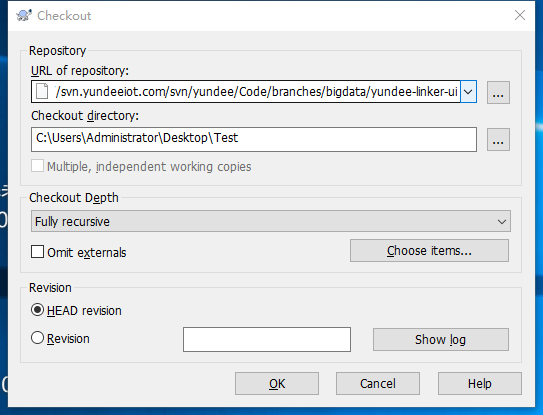 Checkout
Repository
URL of repository:
/svn.yundeeiot.com/svn/yundee/Code/branches/bigdata/yundee-linker-ui
...
Checkout directory:
C:\Users\Administrator\Desktop\Test
...
Multiple, independent working copies
Checkout Depth
Fully recursive
Omit externals
Choose items...
Revision
HEAD revision
Revision
Show log
OK
Cancel
Help